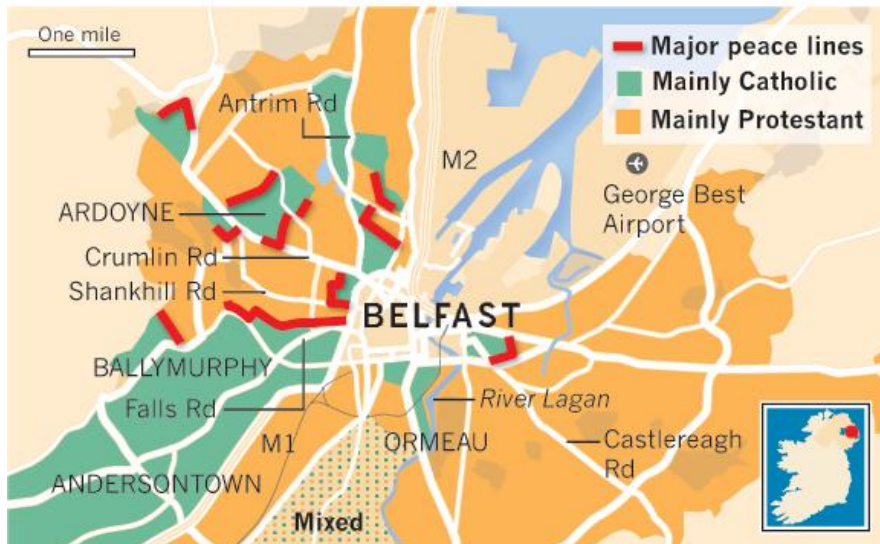 One mile
Major peace lines
Mainly Catholic
Mainly Protestant
Antrim Rd
M2
George Best
Airport
ARDOYNE
Crumlin Rd
Shankhill Rd
BELFAST
BALLYMURPHY
Falls Rd
River Lagan
M1
ORMEAU
Castlereagh
Rd
ANDERSONTOWN
Mixed